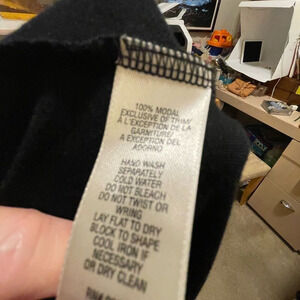 100% MODAL
EXCLUSIVE OF TRIM/
À L'EXCEPTION DE LA
GARNITURE/
A EXCEPTION DEL
ADORNO
HAND WASH
SEPARATELY
COLD WATER
DO NOT BLEACH
DO NOT TWIST OR
WRING
LAY FLAT TO DRY
BLOCK TO SHAPE
COOL IRON IF
NECESSARY
OR DRY CLEAN